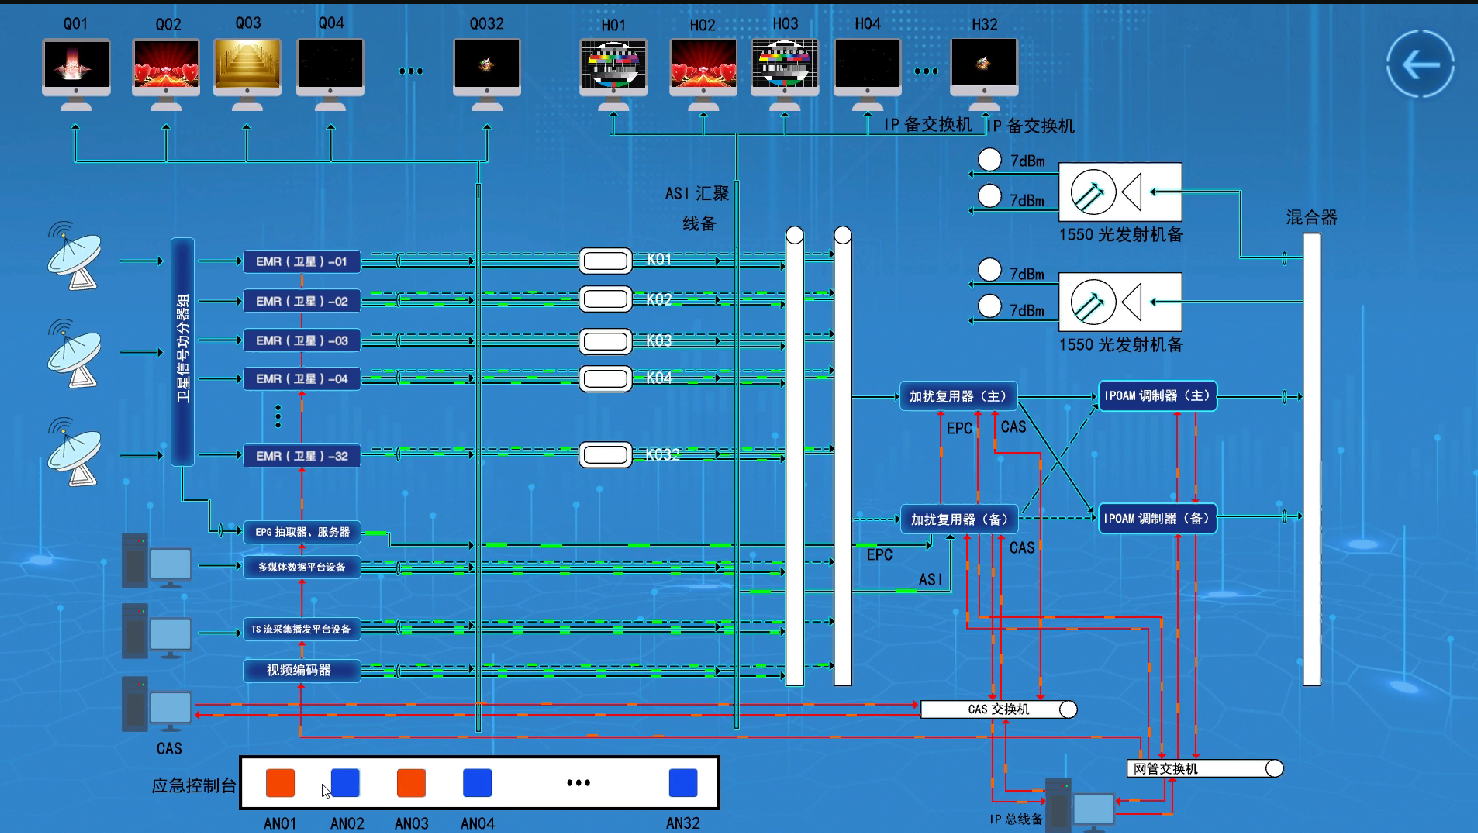 Q01 Q02 Q03 Q04 Q032 H01 H02 H03 H04 H32
IP 备交换机 IP 备交换机
7dBm
7dBm
1550 光发射机备
ASI 汇聚
线备
混合器
7dBm
7dBm
1550 光发射机备
卫星信号功分器组
EMR（卫星）-01
K01
EMR（卫星）-02
K02
EMR（卫星）-03
K03
EMR（卫星）-04
K04
EMR（卫星）-32
K032
加扰复用器（主）
IPOAM 调制器（主）
EPC CAS
加扰复用器（备）
IPOAM 调制器（备）
EPG 抽取器、服务器
EPC
CAS
多媒体数据平台设备
ASI
TS 流采集播发平台设备
视频编码器
CAS
CAS 交换机
网管交换机
IP 总线备
应急控制台
AN01 AN02 AN03 AN04 AN32